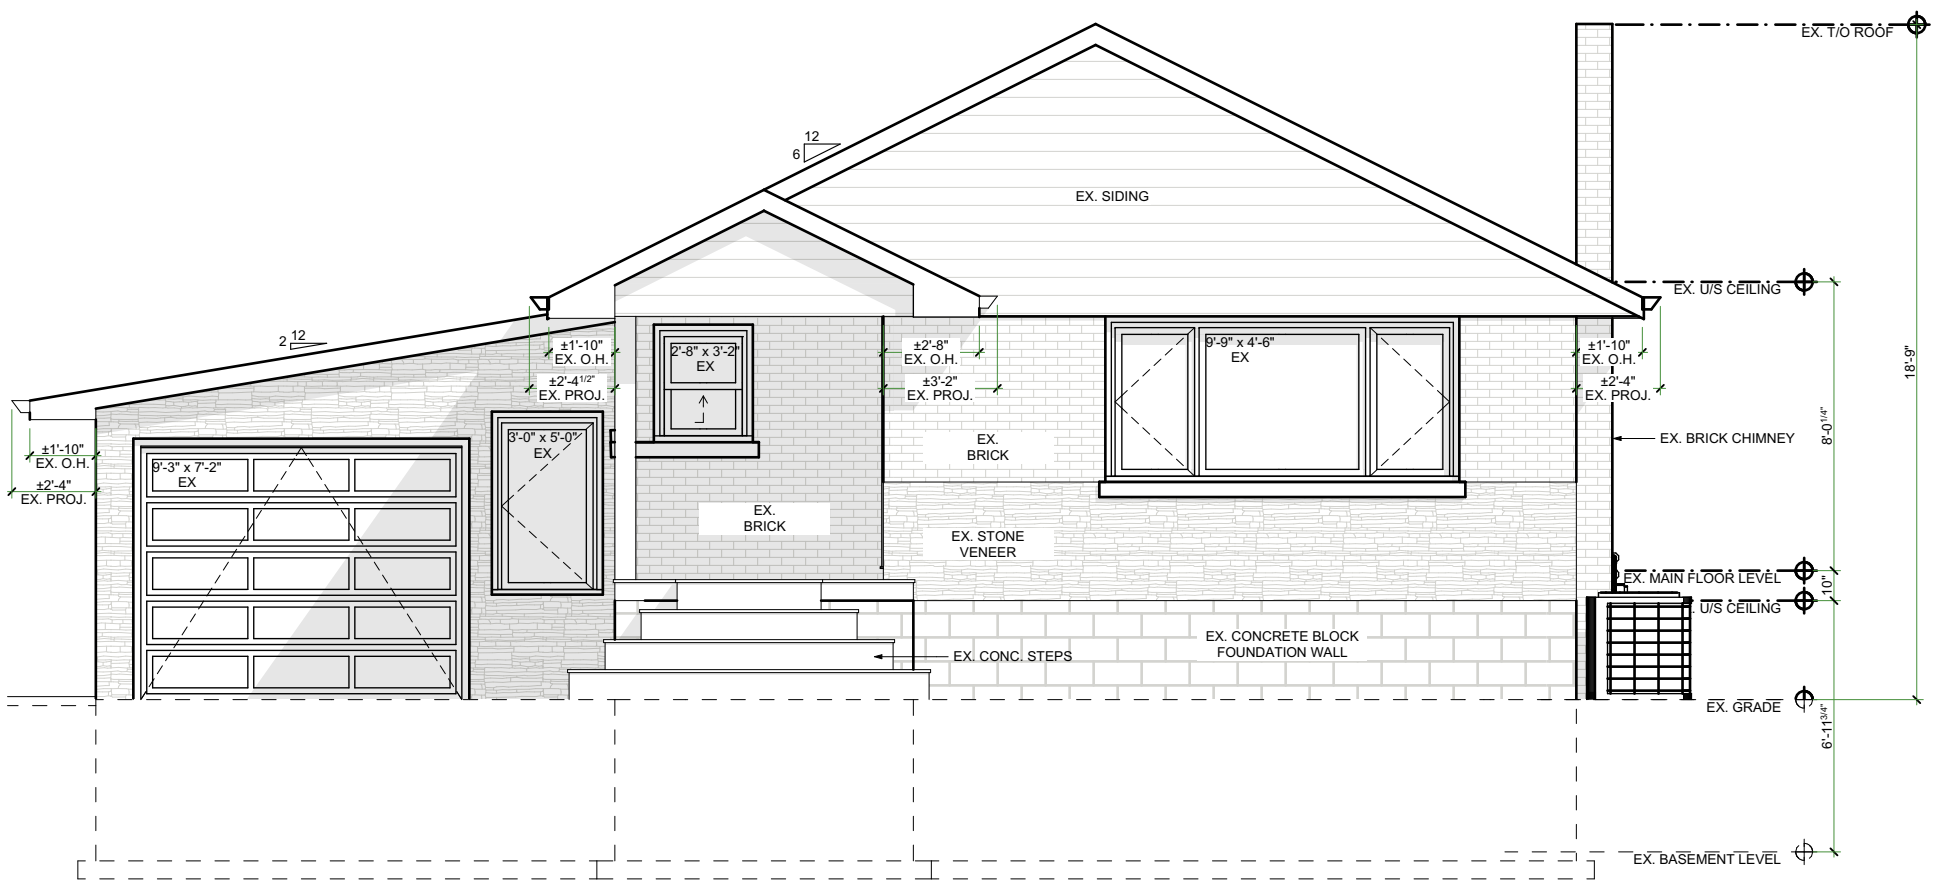 EX. T/O ROOF
12
6
EX. SIDING
EX. U/S CEILING
12
2
±1'-10"
EX. O.H.
±2'-4 1/2"
EX. PROJ.
2'-8" x 3'-2"
EX
±2'-8"
EX. O.H.
±3'-2"
EX. PROJ.
9'-9" x 4'-6"
EX
±1'-10"
EX. O.H.
±2'-4"
EX. PROJ.
18'-9"
8'-0 1/4"
±1'-10"
EX. O.H.
±2'-4"
EX. PROJ.
9'-3" x 7'-2"
EX
3'-0" x 5'-0"
EX
EX.
BRICK
EX. BRICK CHIMNEY
EX.
BRICK
EX. STONE
VENEER
EX. MAIN FLOOR LEVEL
10"
U/S CEILING
EX. CONCRETE BLOCK
FOUNDATION WALL
EX. CONC. STEPS
EX. GRADE
6'-11 3/4"
EX. BASEMENT LEVEL